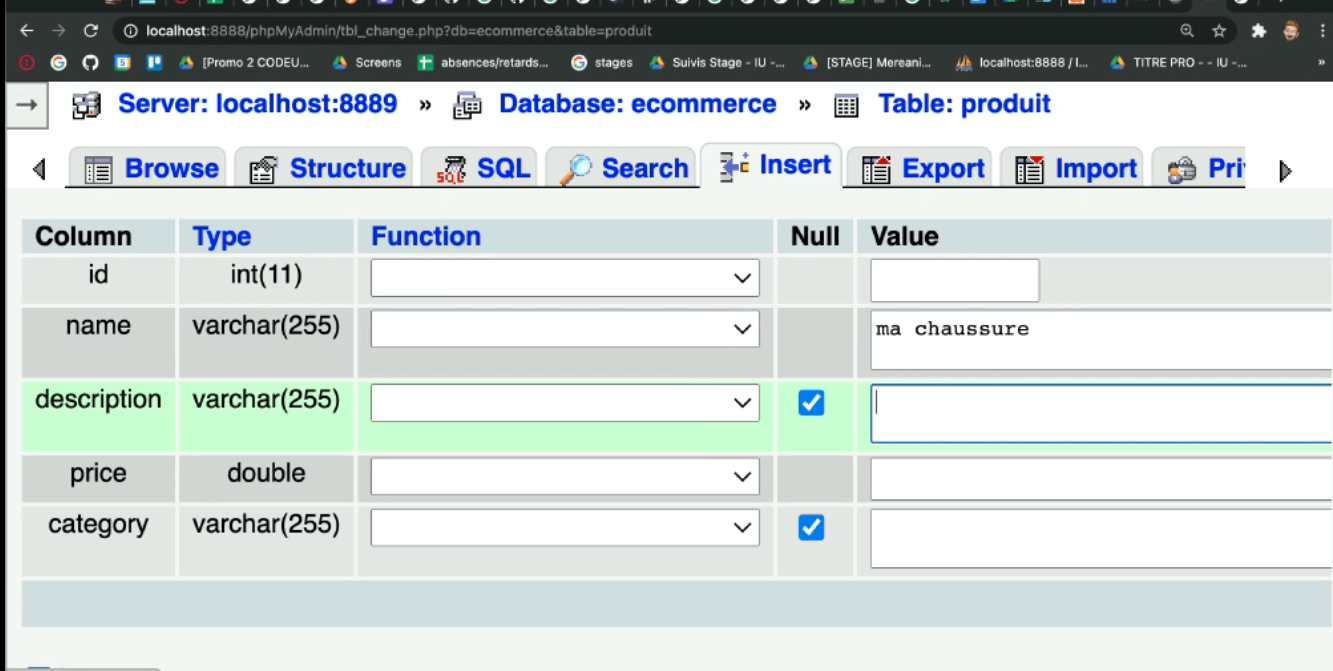 localhost:8888/phpMyAdmin/tbl_change.php?db=ecommerce&table=produit
[Promo 2 CODEU... Screens absences/retards... stages Suivis Stage - IU -... [STAGE] Mereani... localhost:8888 / l... TITRE PRO - - IU -... »
Server: localhost:8889 » Database: ecommerce » Table: produit
Browse Structure SQL Search Insert Export Import Pri
Column Type Function Null Value
id int(11)
name varchar(255) ma chaussure
description varchar(255)
price double
category varchar(255)